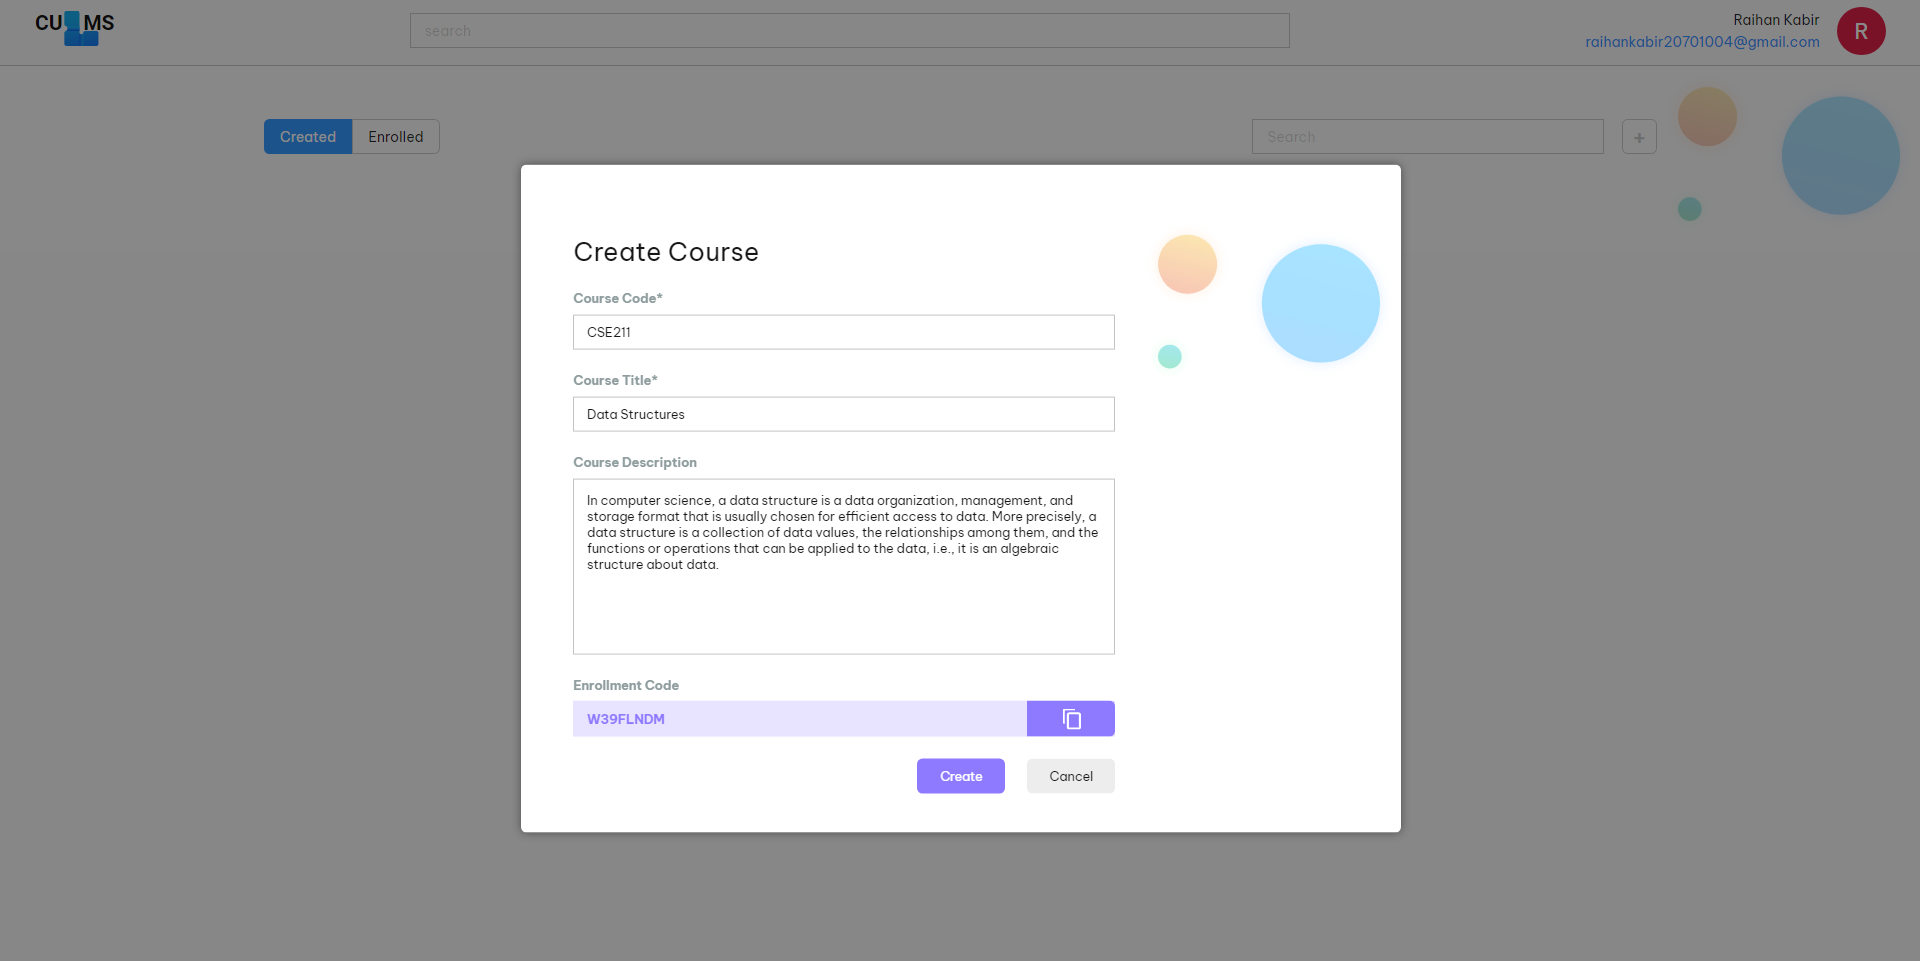 CU MS
search
Raihan Kabir
raihankabir20701004@gmail.com
R
Created
Enrolled
Search
+
Create Course
Course Code*
CSE211
Course Title*
Data Structures
Course Description
In computer science, a data structure is a data organization, management, and
storage format that is usually chosen for efficient access to data. More precisely, a
data structure is a collection of data values, the relationships among them, and the
functions or operations that can be applied to the data, i.e., it is an algebraic
structure about data.
Enrollment Code
W39FLNDM
Create
Cancel